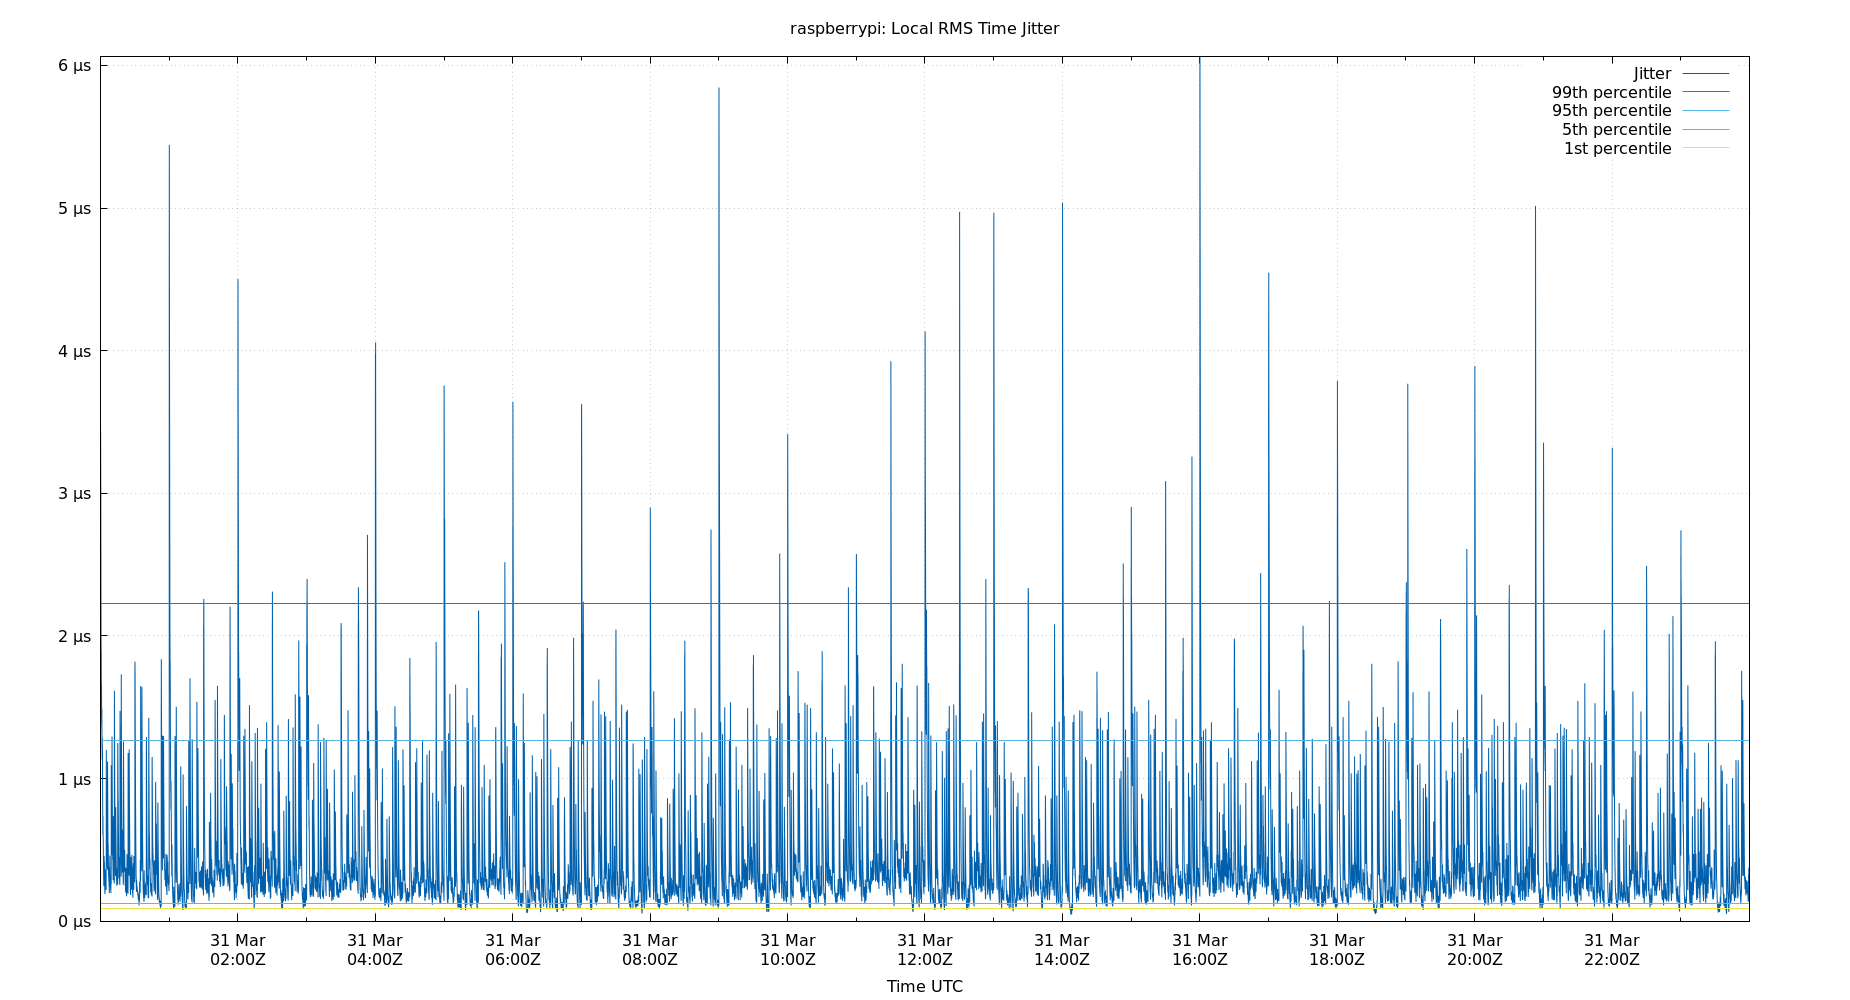 raspberrypi: Local RMS Time Jitter
6 μs
5 μs
4 μs
3 μs
2 μs
1 μs
0 μs
Jitter
99th percentile
95th percentile
5th percentile
1st percentile
31 Mar 31 Mar 31 Mar 31 Mar 31 Mar 31 Mar 31 Mar 31 Mar 31 Mar 31 Mar 31 Mar
02:00Z 04:00Z 06:00Z 08:00Z 10:00Z 12:00Z 14:00Z 16:00Z 18:00Z 20:00Z 22:00Z
Time UTC